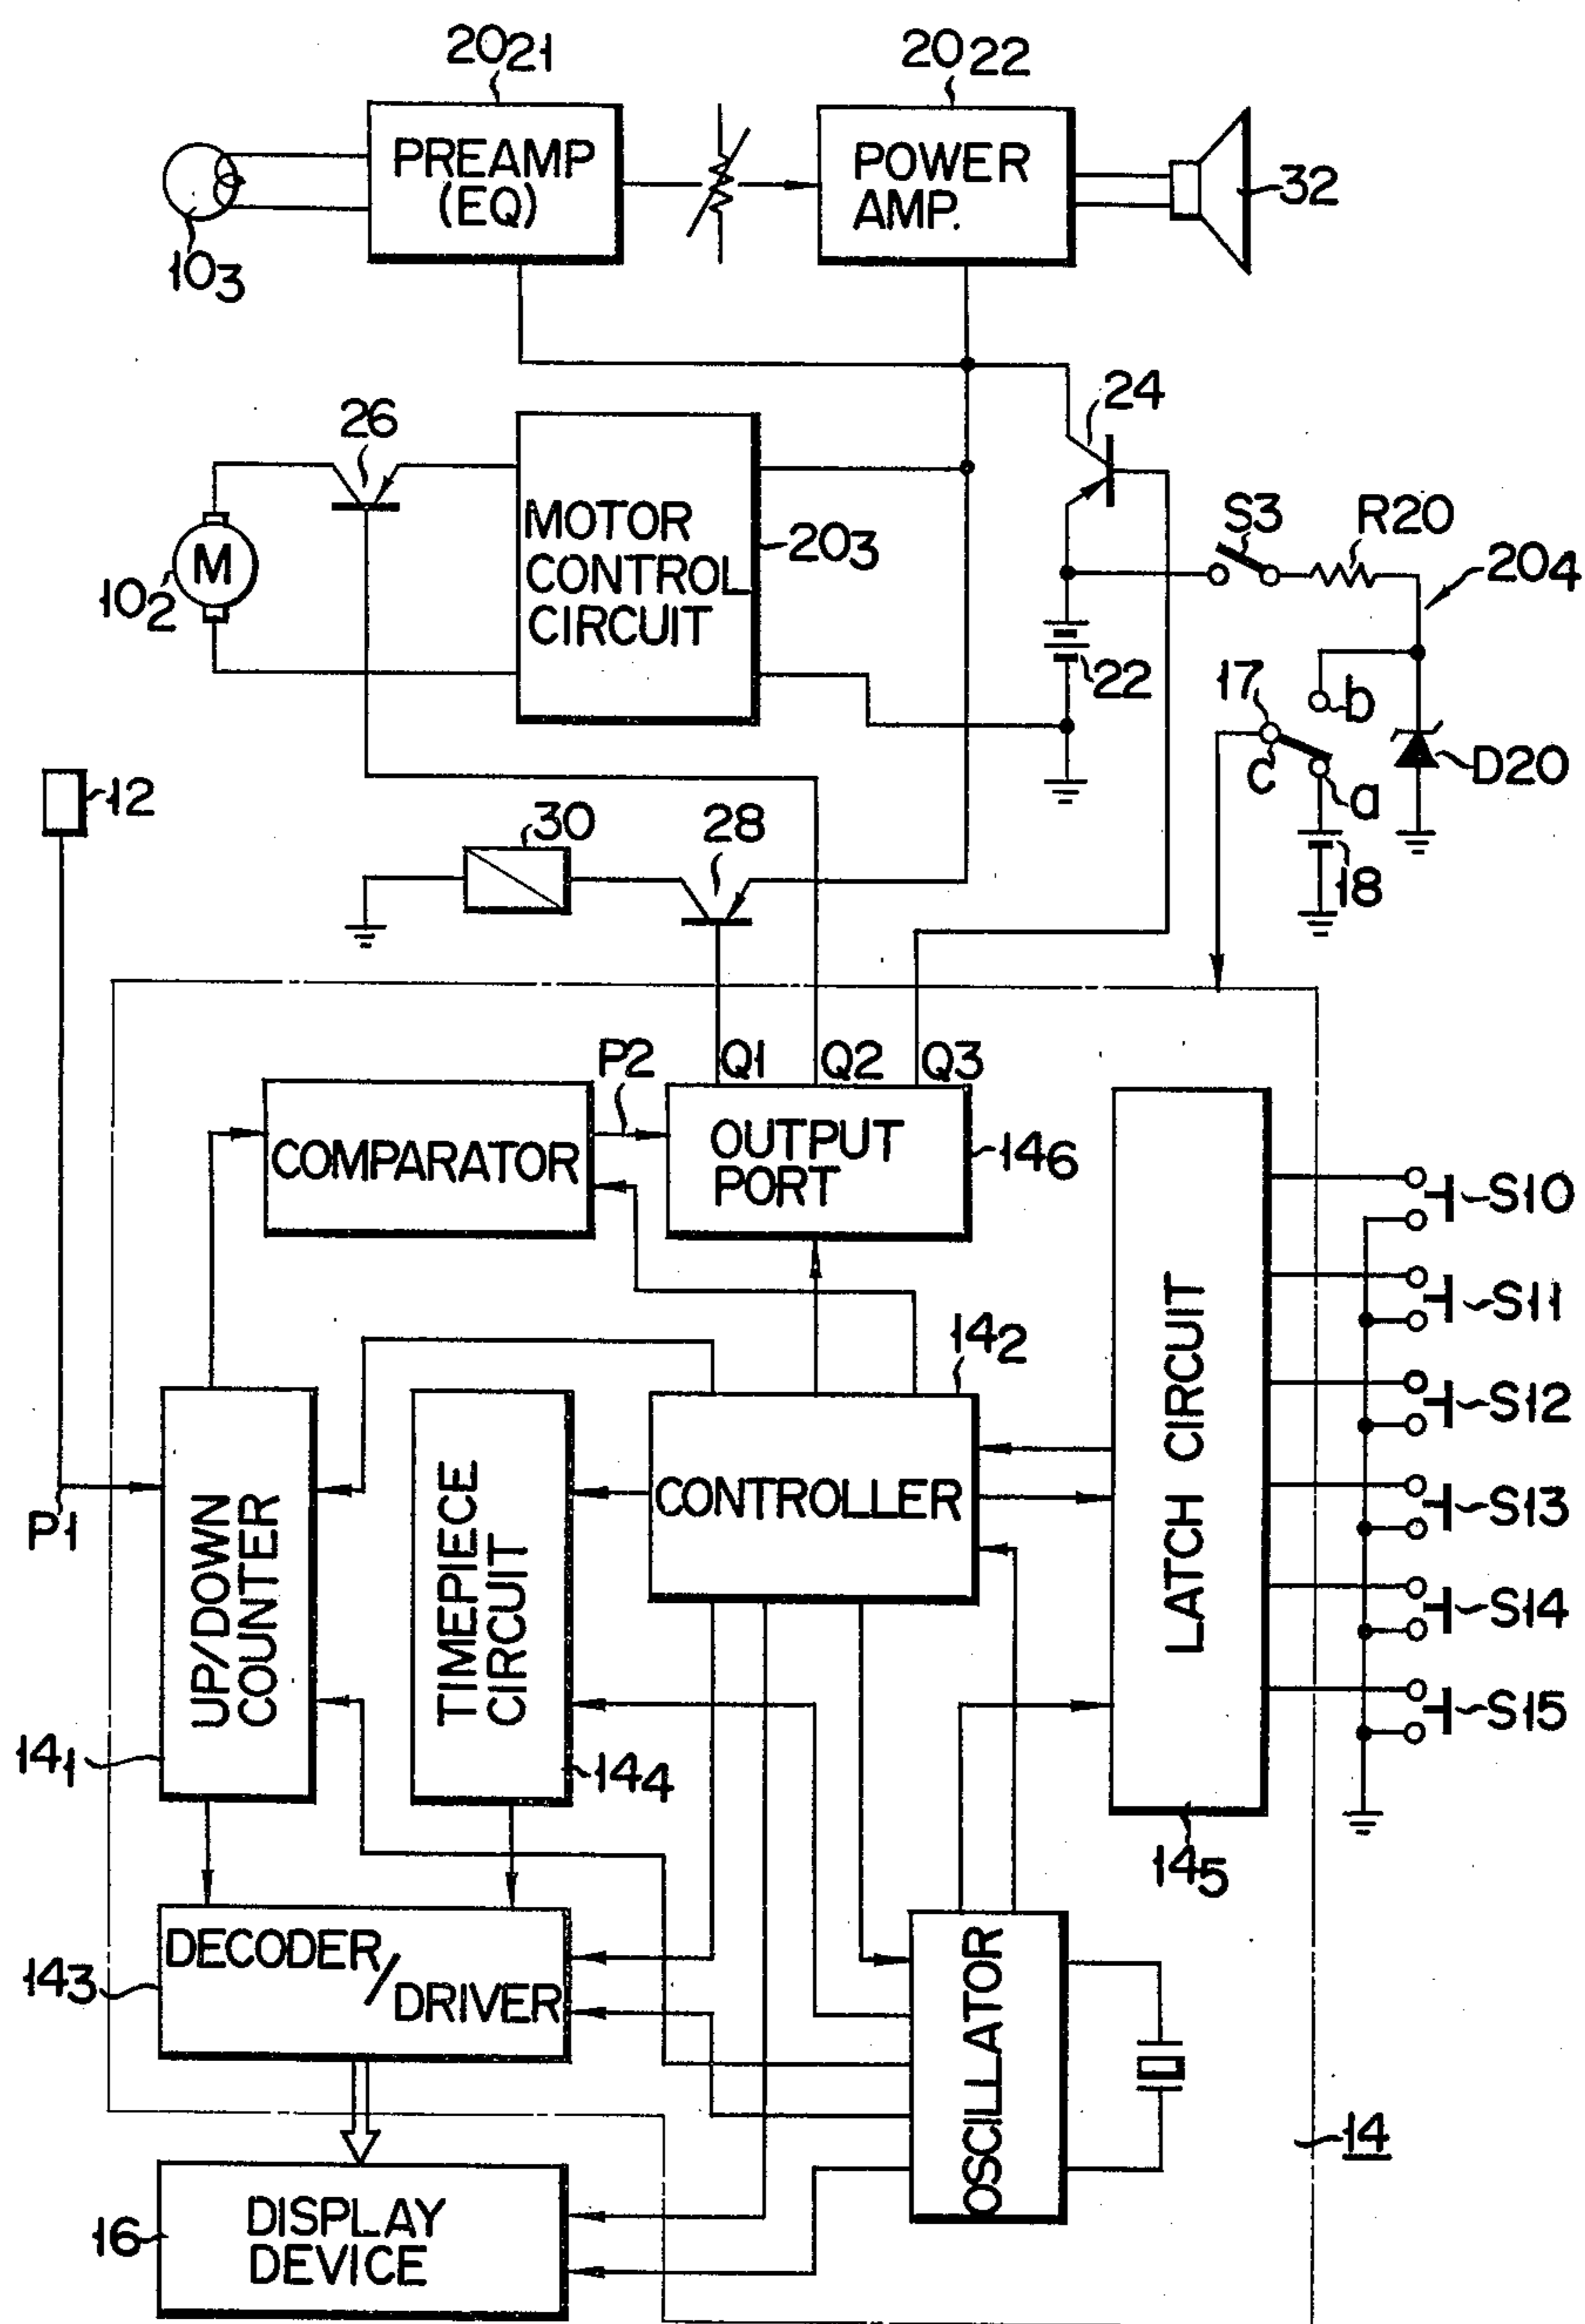 20₂₁
20₂₂
PREAMP
(EQ)
POWER
AMP.
32
10₃
24
26
MOTOR
CONTROL
CIRCUIT
20₃
S3
R20
20₄
M
10₂
22
17
b
c
a
D20
12
30
28
18
P2
Q1
Q2
Q3
COMPARATOR
OUTPUT
PORT
14₆
S10
S11
14₂
S12
LATCH CIRCUIT
CONTROLLER
P1
S13
UP/DOWN
COUNTER
TIMEPIECE
CIRCUIT
S14
S15
14₁
14₄
14₅
DECODER
/DRIVER
14₃
OSCILLATOR
14
DISPLAY
DEVICE
16